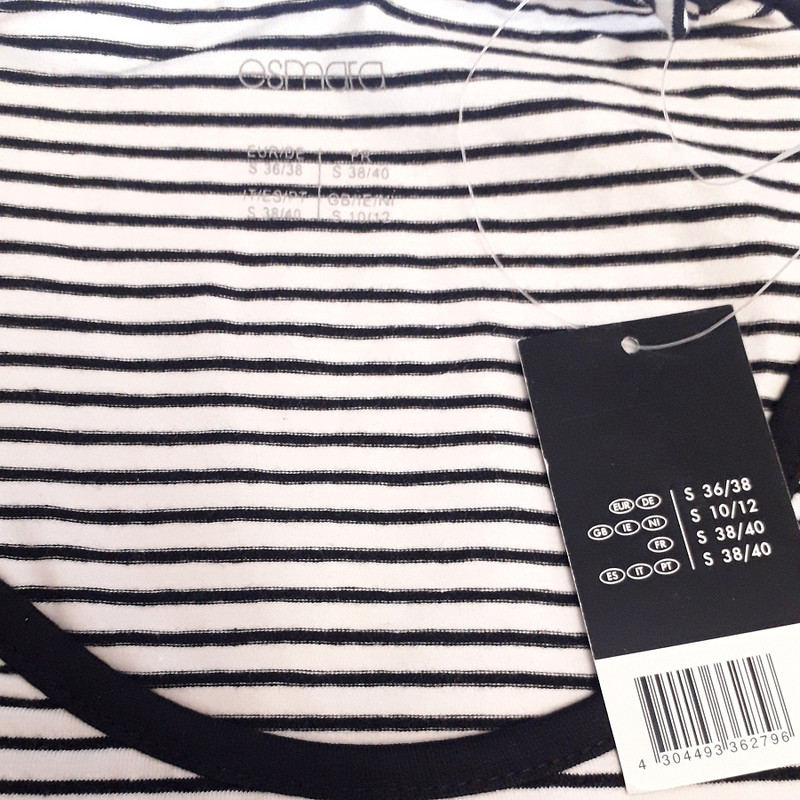 esmara
EUR/DE | FR
S 36/38 | S 38/40
IT/ES/PT | GB/IE/NI
S 38/40 | S 10/12
EUR DE | S 36/38
GB IE NI | S 10/12
FR | S 38/40
ES IT PT | S 38/40
4 304493 362796